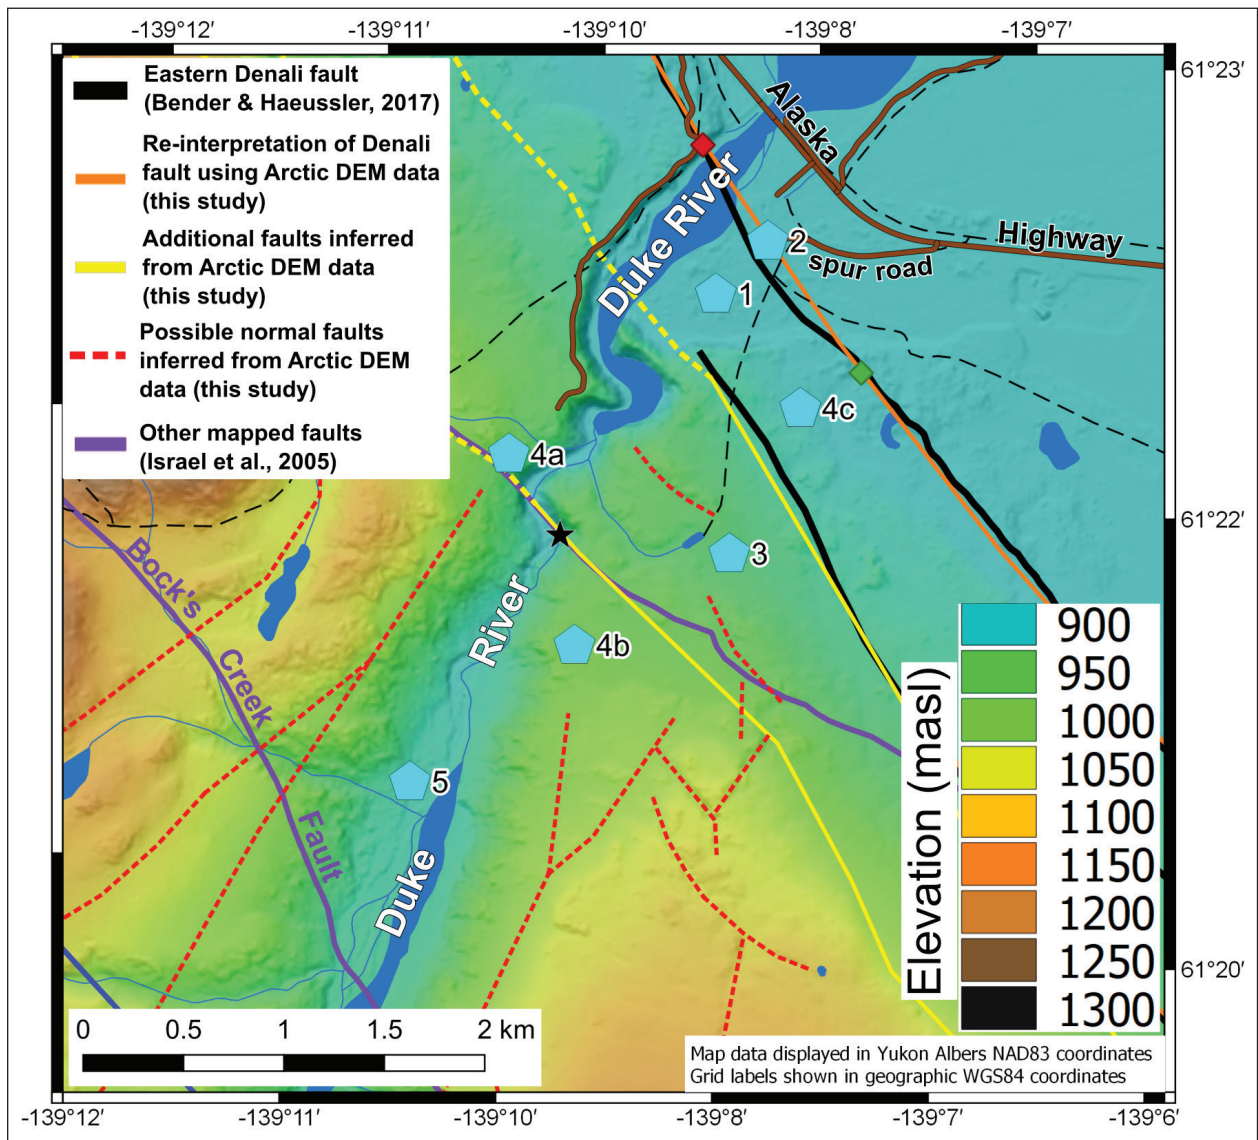 -139°12′ -139°11′ -139°10′ -139°8′ -139°7′
61°23′
Eastern Denali fault
(Bender & Haeussler, 2017)
Re-interpretation of Denali
fault using Arctic DEM data
(this study)
Additional faults inferred
from Arctic DEM data
(this study)
Possible normal faults
inferred from Arctic DEM
data (this study)
Other mapped faults
(Israel et al., 2005)
Alaska
Highway
spur road
Duke River
2
1
4c
4a
61°22′
3
Bock's
Creek
Fault
River
4b
5
Duke
Elevation (masl)
900
950
1000
1050
1100
1150
1200
1250
1300
61°20′
0 0.5 1 1.5 2 km
Map data displayed in Yukon Albers NAD83 coordinates
Grid labels shown in geographic WGS84 coordinates
-139°12′ -139°11′ -139°10′ -139°8′ -139°7′ -139°6′